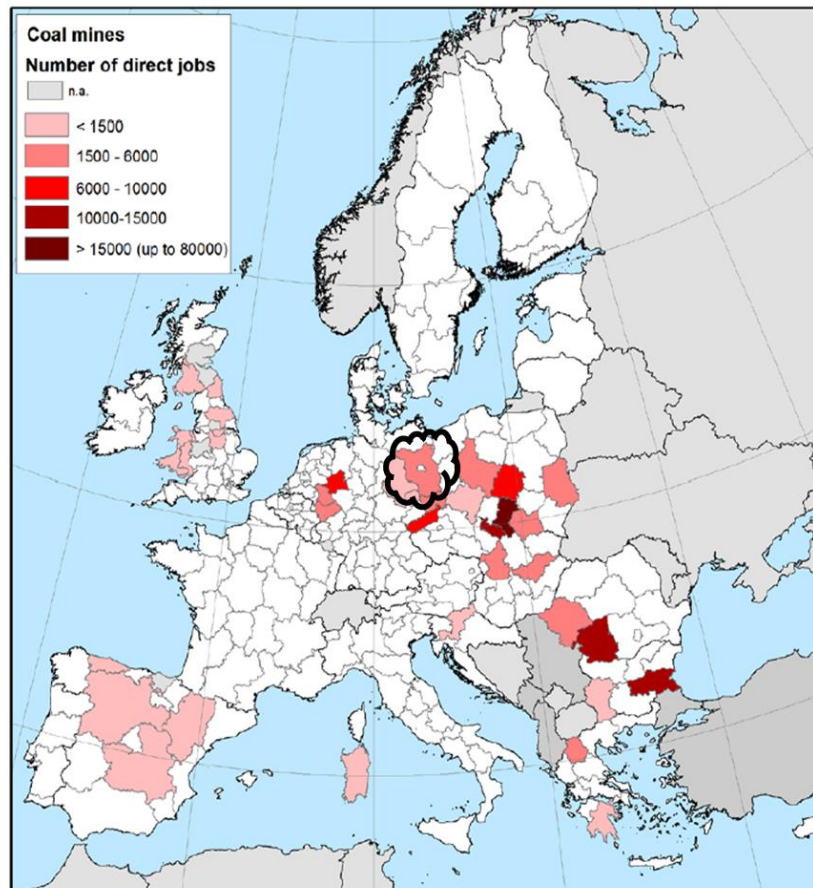 Coal mines
Number of direct jobs
n.a.
< 1500
1500 - 6000
6000 - 10000
10000-15000
> 15000 (up to 80000)